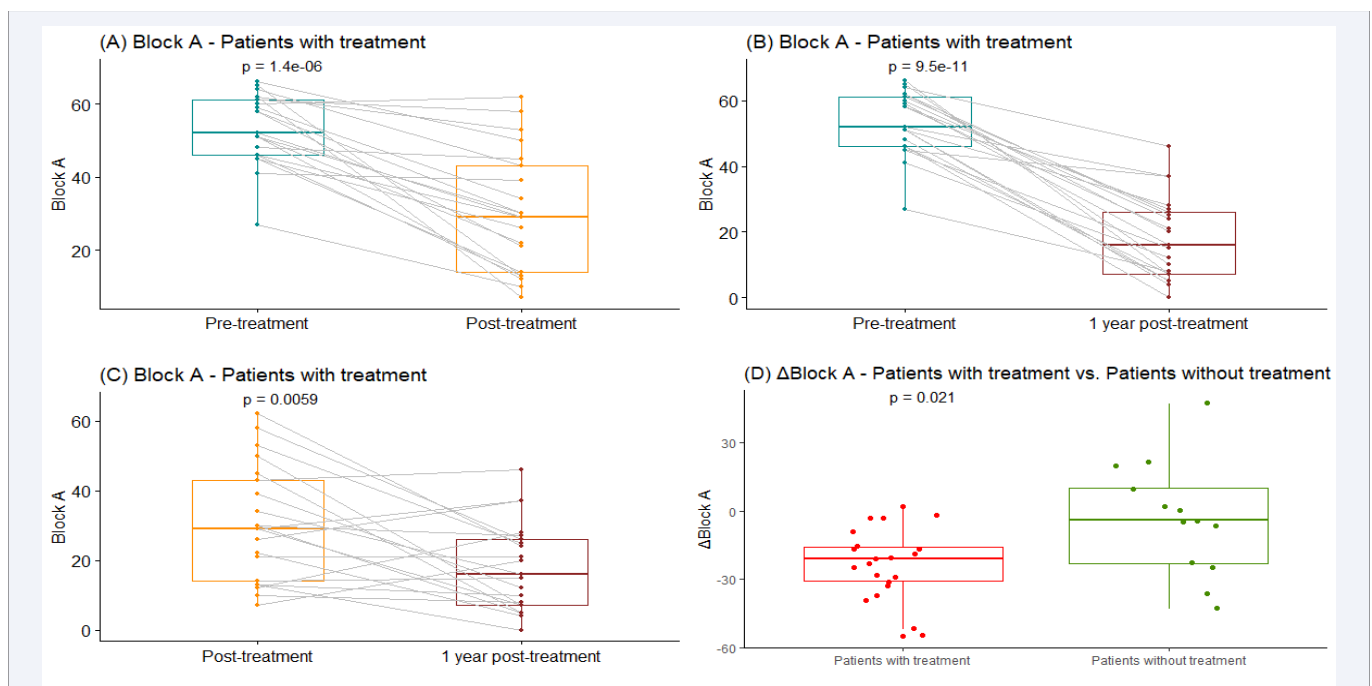 (A) Block A - Patients with treatment
p = 1.4e-06
Block A
60
40
20
Pre-treatment
Post-treatment
(B) Block A - Patients with treatment
p = 9.5e-11
Block A
60
40
20
0
Pre-treatment
1 year post-treatment
(C) Block A - Patients with treatment
p = 0.0059
Block A
60
40
20
0
Post-treatment
1 year post-treatment
(D) ΔBlock A - Patients with treatment vs. Patients without treatment
p = 0.021
ΔBlock A
30
0
-30
-60
Patients with treatment
Patients without treatment